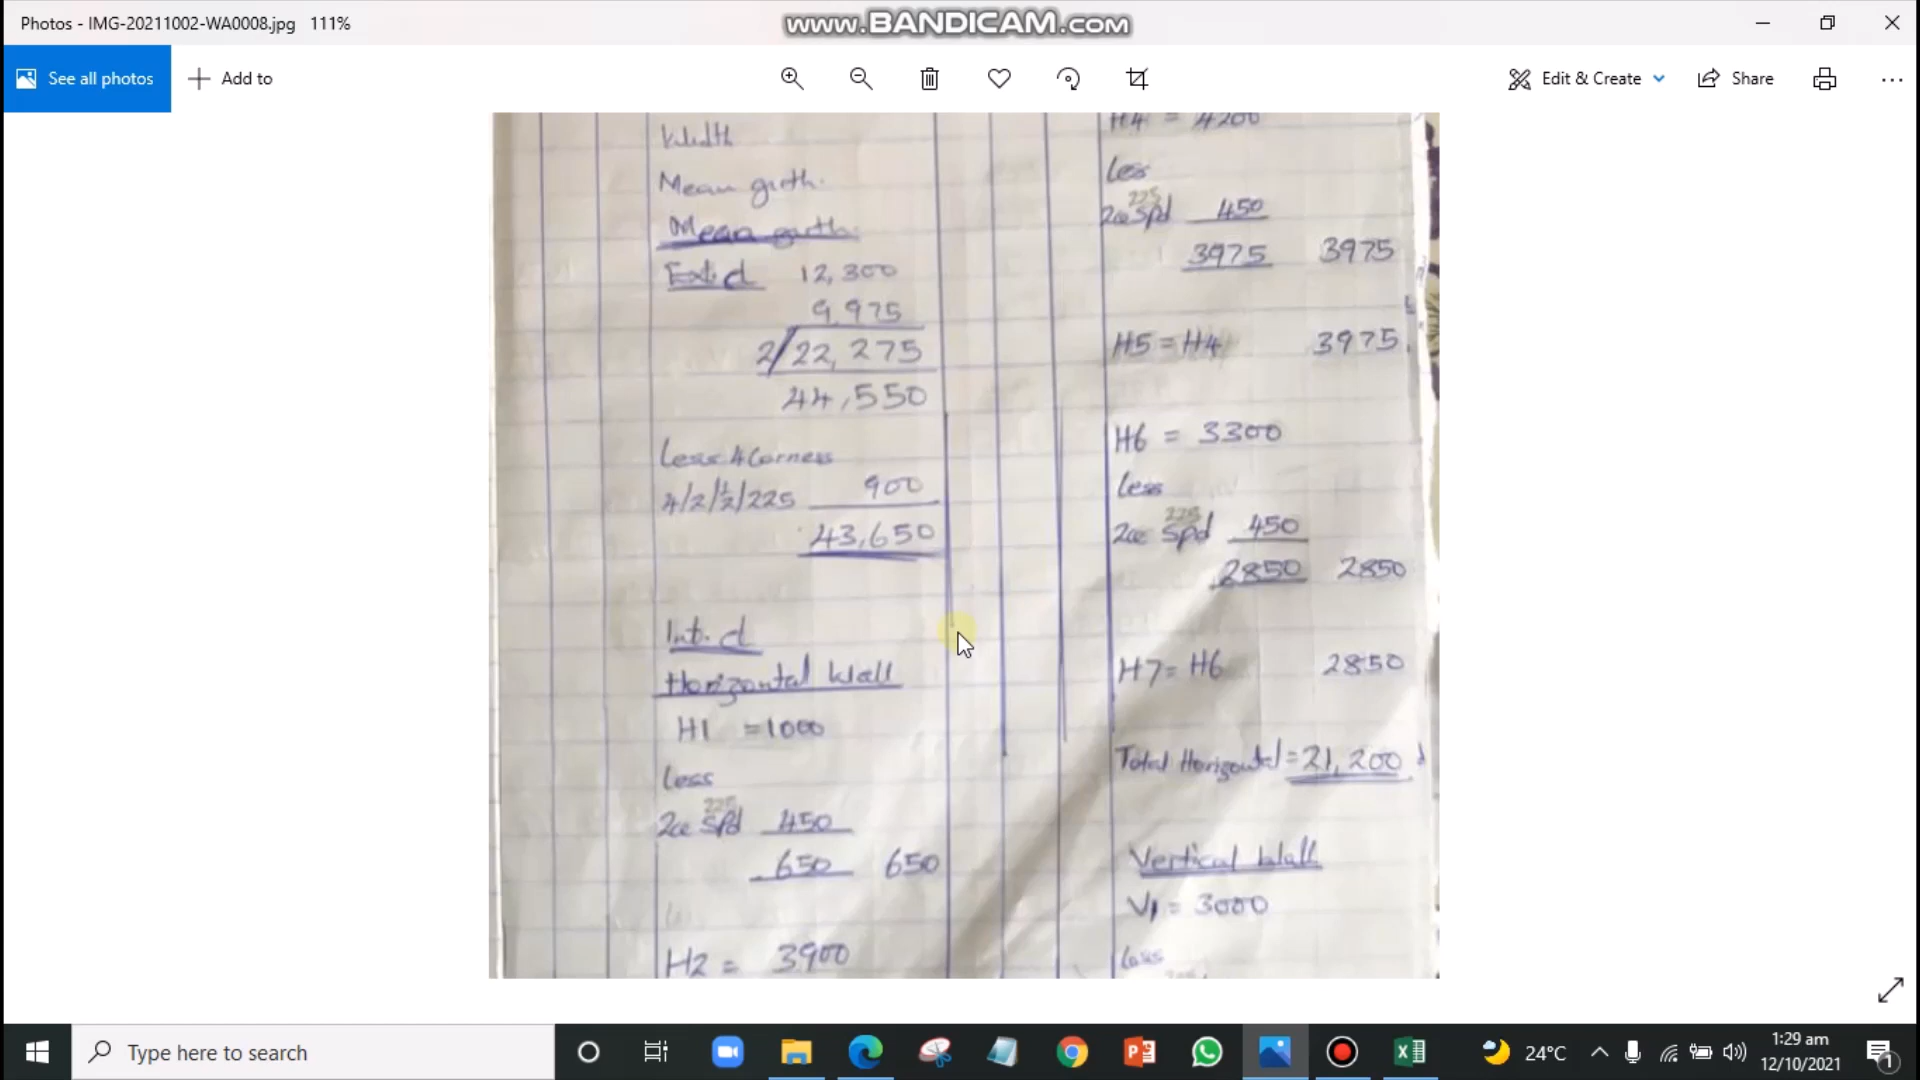 Photos - IMG-20211002-WA0008.jpg 111%
www.BANDICAM.com
See all photos
Add to
Edit & Create
Share
Width
Mean girth.
Mean girth
Ext. d 12,300
9,975
2/22,275
44,550
Less 4 Corners
4/2/½/225 900
43,650
Int. d
Horizontal Wall
H1 = 1000
Less
225
2ce Spd 450
650 650
H2 = 3900
H4 = 4200
Less
225
2ce Spd 450
3975 3975
H5 = H4 3975
H6 = 3300
Less
225
2ce Spd 450
2850 2850
H7 = H6 2850
Total Horizontal = 21,200
Vertical Wall
V1 = 3000
Less
Type here to search
24°C
1:29 am
12/10/2021
1